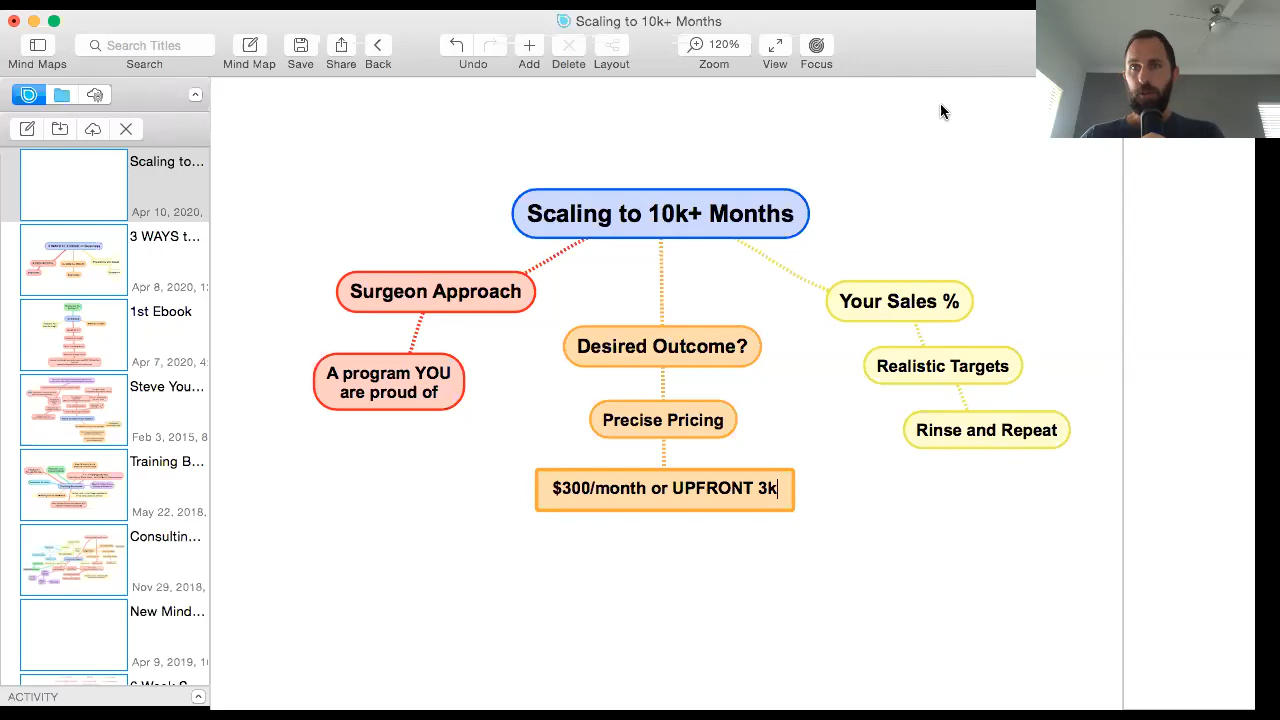 Scaling to 10k+ Months
Search Titles
120%
Mind Maps
Search
Mind Map
Save
Share
Back
Undo
Add
Delete
Layout
Zoom
View
Focus
Scaling to...
Apr 10, 2020,
3 WAYS t...
Apr 8, 2020, 1
1st Ebook
Apr 7, 2020, 4:
Steve You...
Feb 3, 2015, 8
Training B...
May 22, 2018,
Consultin...
Nov 29, 2018,
New Mind...
Apr 9, 2019, 1
ACTIVITY
Scaling to 10k+ Months
Surgeon Approach
A program YOU
are proud of
Desired Outcome?
Precise Pricing
$300/month or UPFRONT 3k
Your Sales %
Realistic Targets
Rinse and Repeat